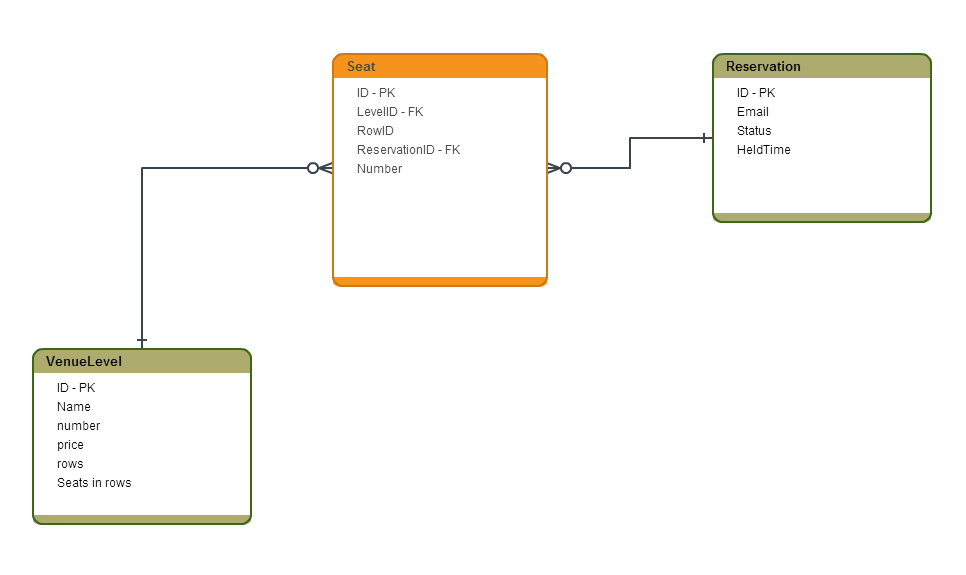 Seat
ID - PK
LevelID - FK
RowID
ReservationID - FK
Number
Reservation
ID - PK
Email
Status
HeldTime
VenueLevel
ID - PK
Name
number
price
rows
Seats in rows